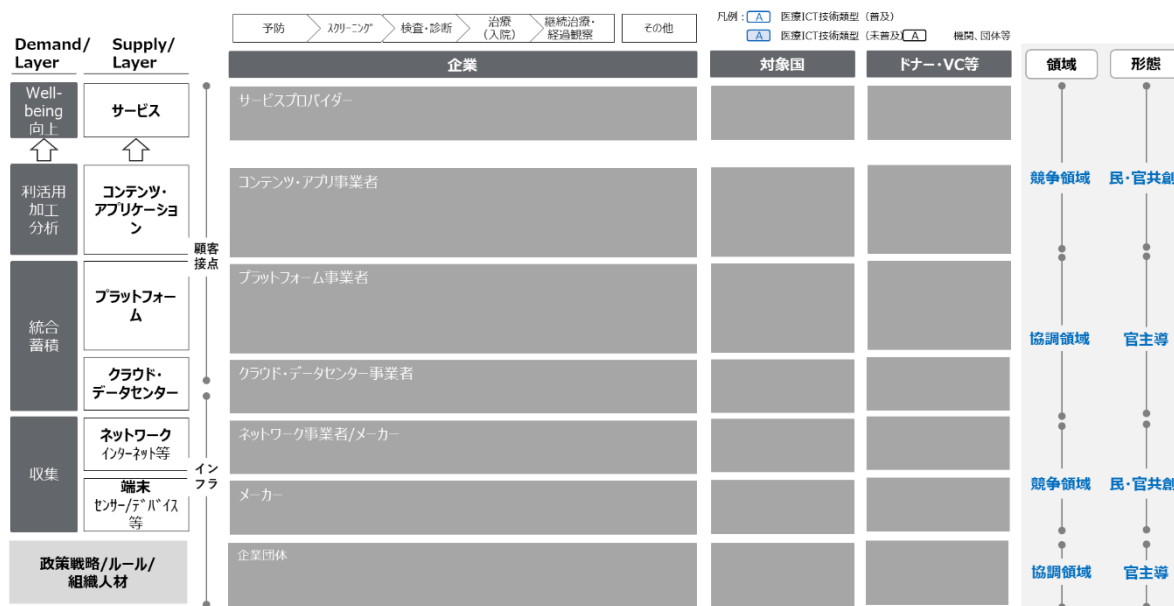 予防
スクリーニング
検査・診断
治療
(入院)
継続治療・
経過観察
その他
凡例: A 医療ICT技術類型(普及)
A 医療ICT技術類型(未普及) A 機関、団体等
Demand/
Layer
Supply/
Layer
企業
対象国
ドナー・VC等
領域
形態
Well-
being
向上
サービス
サービスプロバイダー
利活用
加工
分析
コンテンツ・
アプリケーショ
ン
コンテンツ・アプリ事業者
競争領域
民・官共創
顧客
接点
統合
蓄積
プラットフォー
ム
プラットフォーム事業者
協調領域
官主導
クラウド・
データセンター
クラウド・データセンター事業者
収集
ネットワーク
インターネット等
ネットワーク事業者/メーカー
イン
フラ
端末
センサー/デバイス
等
メーカー
競争領域
民・官共創
政策戦略/ルール/
組織人材
企業団体
協調領域
官主導